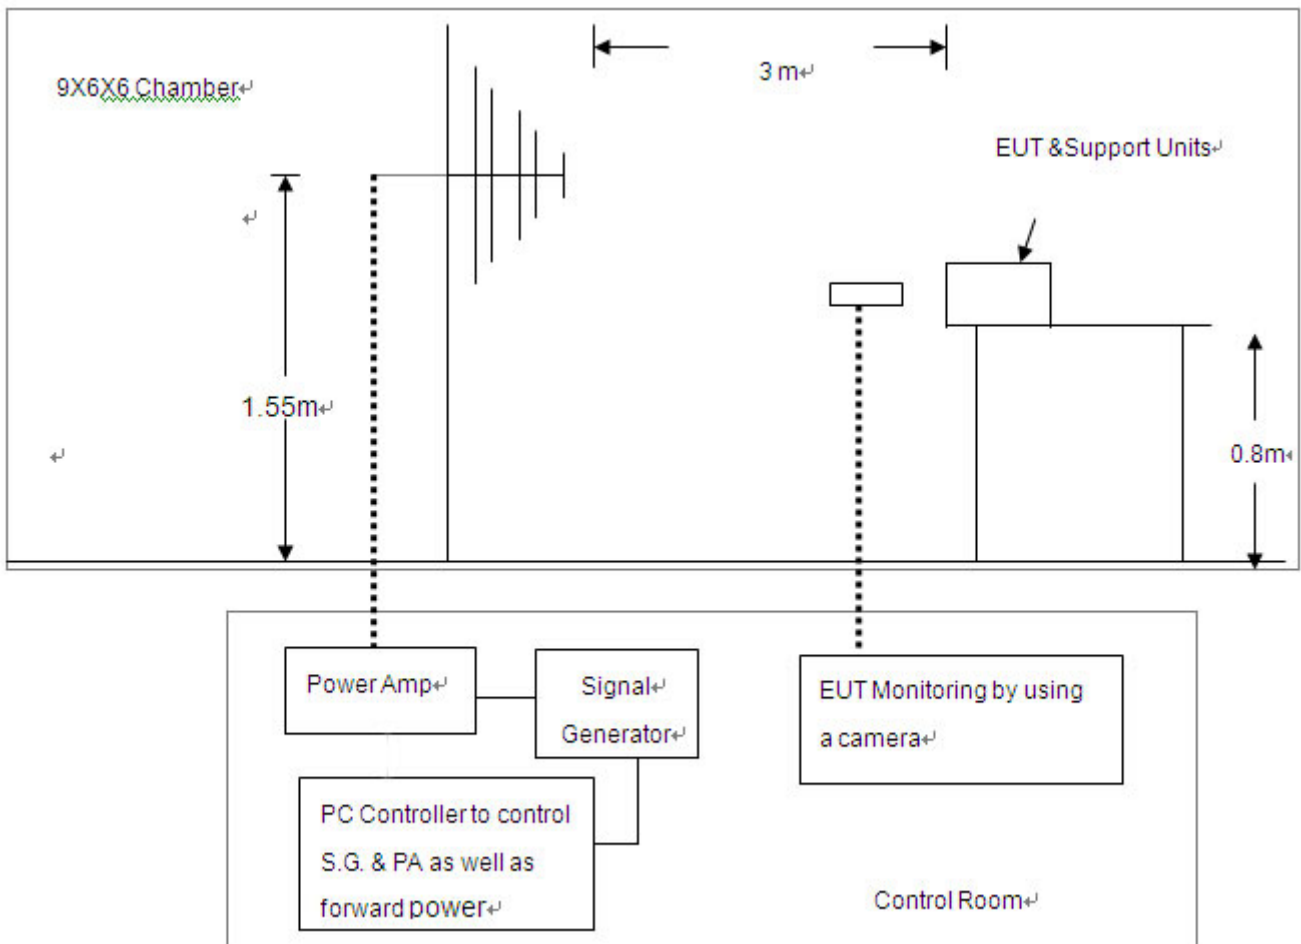 9X6X6 Chamber↵
3 m↵
EUT &Support Units↵
↵
1.55m↵
↵
0.8m↵
Power Amp↵
Signal↵
Generator↵
EUT Monitoring by using
a camera↵
PC Controller to control
S.G. & PA as well as
forward power↵
Control Room↵